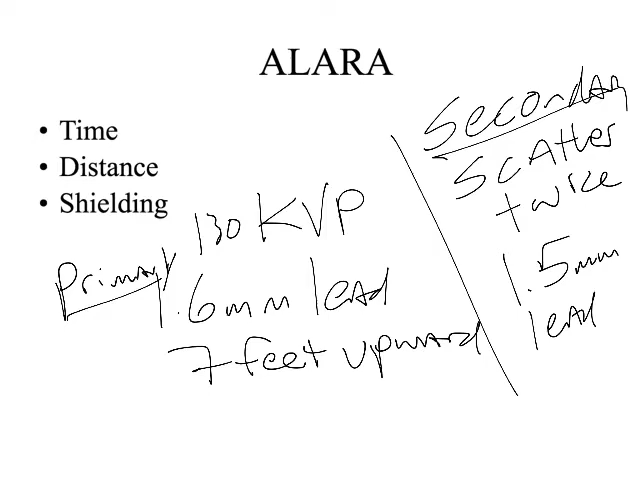 ALARA
• Time
• Distance
• Shielding
Primary
130 KVP
1.6mm lead
7 feet upward
Secondary
Scatter
twice
1.5mm
lead